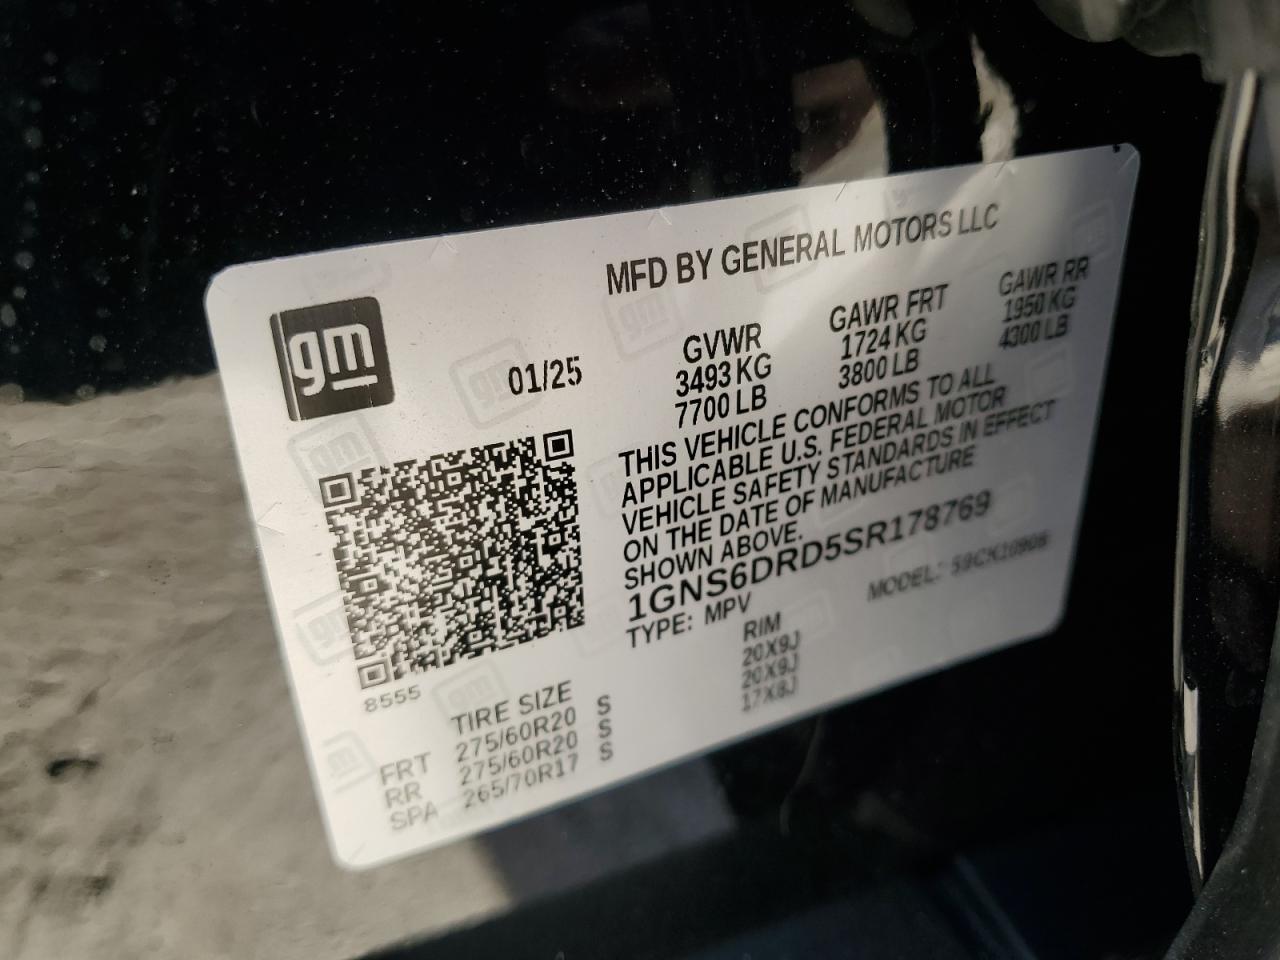 MFD BY GENERAL MOTORS LLC
gm
01/25
GVWR GAWR FRT GAWR RR
3493 KG 1724 KG 1950 KG
7700 LB 3800 LB 4300 LB
THIS VEHICLE CONFORMS TO ALL
APPLICABLE U.S. FEDERAL MOTOR
VEHICLE SAFETY STANDARDS IN EFFECT
ON THE DATE OF MANUFACTURE
SHOWN ABOVE.
1GNS6DRD5SR178769
TYPE: MPV MODEL:
8555
TIRE SIZE RIM
FRT 275/60R20 S 20X9J
RR 275/60R20 S 20X9J
SPA 265/70R17 S 17X8J